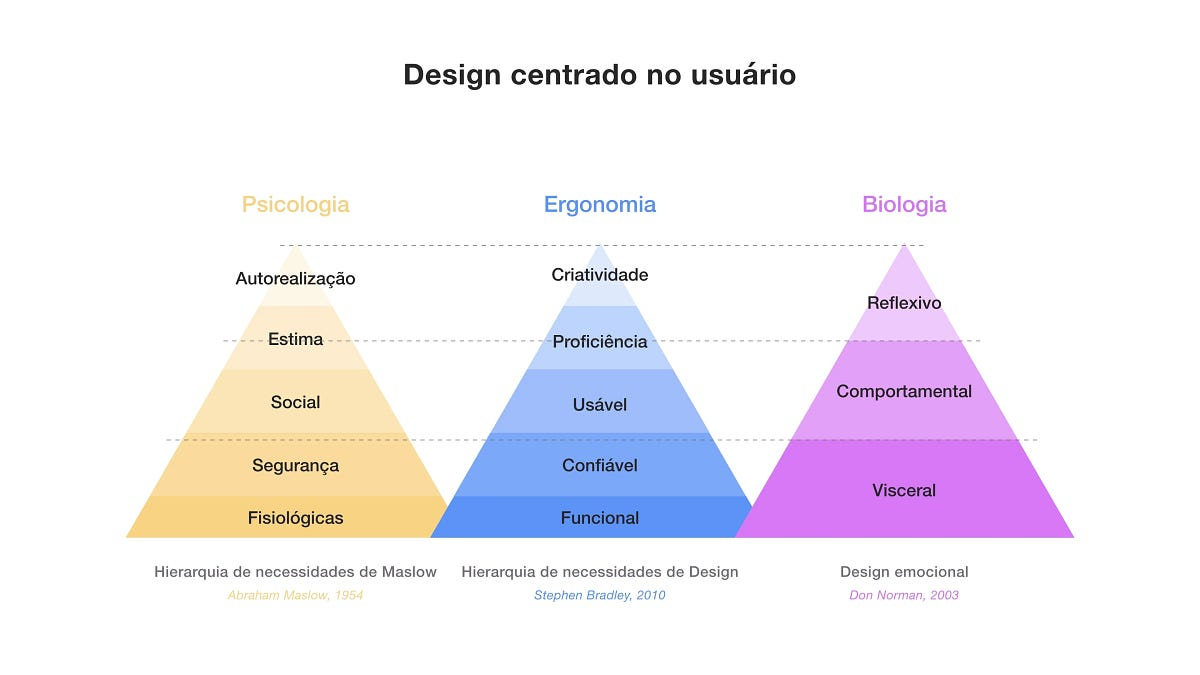 Design centrado no usuário
Psicologia
Autorealização
Estima
Social
Segurança
Fisiológicas
Hierarquia de necessidades de Maslow
Abraham Maslow, 1954
Ergonomia
Criatividade
Proficiência
Usável
Confiável
Funcional
Hierarquia de necessidades de Design
Stephen Bradley, 2010
Biologia
Reflexivo
Comportamental
Visceral
Design emocional
Don Norman, 2003